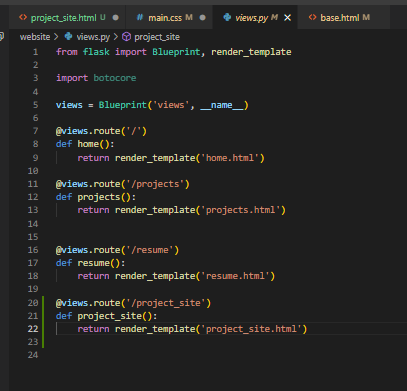 project_site.html U
main.css M
views.py M
base.html M
website > views.py > project_site
1 from flask import Blueprint, render_template
2
3 import botocore
4
5 views = Blueprint('views', __name__)
6
7 @views.route('/')
8 def home():
9     return render_template('home.html')
10
11 @views.route('/projects')
12 def projects():
13     return render_template('projects.html')
14
15
16 @views.route('/resume')
17 def resume():
18     return render_template('resume.html')
19
20 @views.route('/project_site')
21 def project_site():
22     return render_template('project_site.html')
23
24